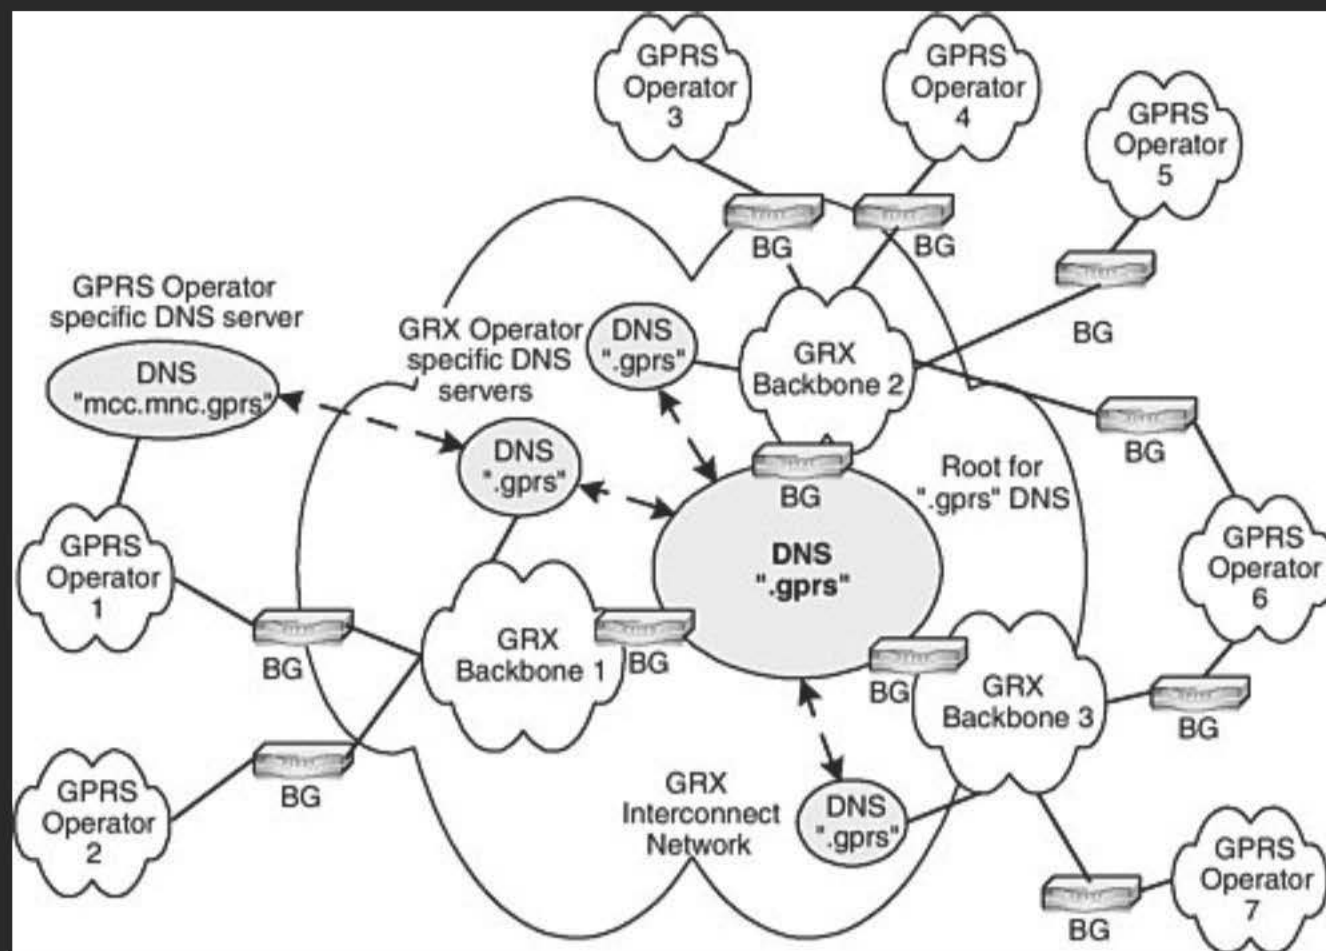 GPRS
Operator
3
GPRS
Operator
4
GPRS
Operator
5
BG
BG
BG
GPRS Operator
specific DNS server
DNS
"mcc.mnc.gprs"
GRX Operator
specific DNS
servers
DNS
".gprs"
DNS
".gprs"
GRX
Backbone 2
BG
BG
Root for
".gprs" DNS
DNS
".gprs"
GPRS
Operator
1
BG
GRX
Backbone 1
BG
GPRS
Operator
6
BG
GRX
Backbone 3
BG
GPRS
Operator
2
BG
GRX
Interconnect
Network
DNS
".gprs"
BG
GPRS
Operator
7